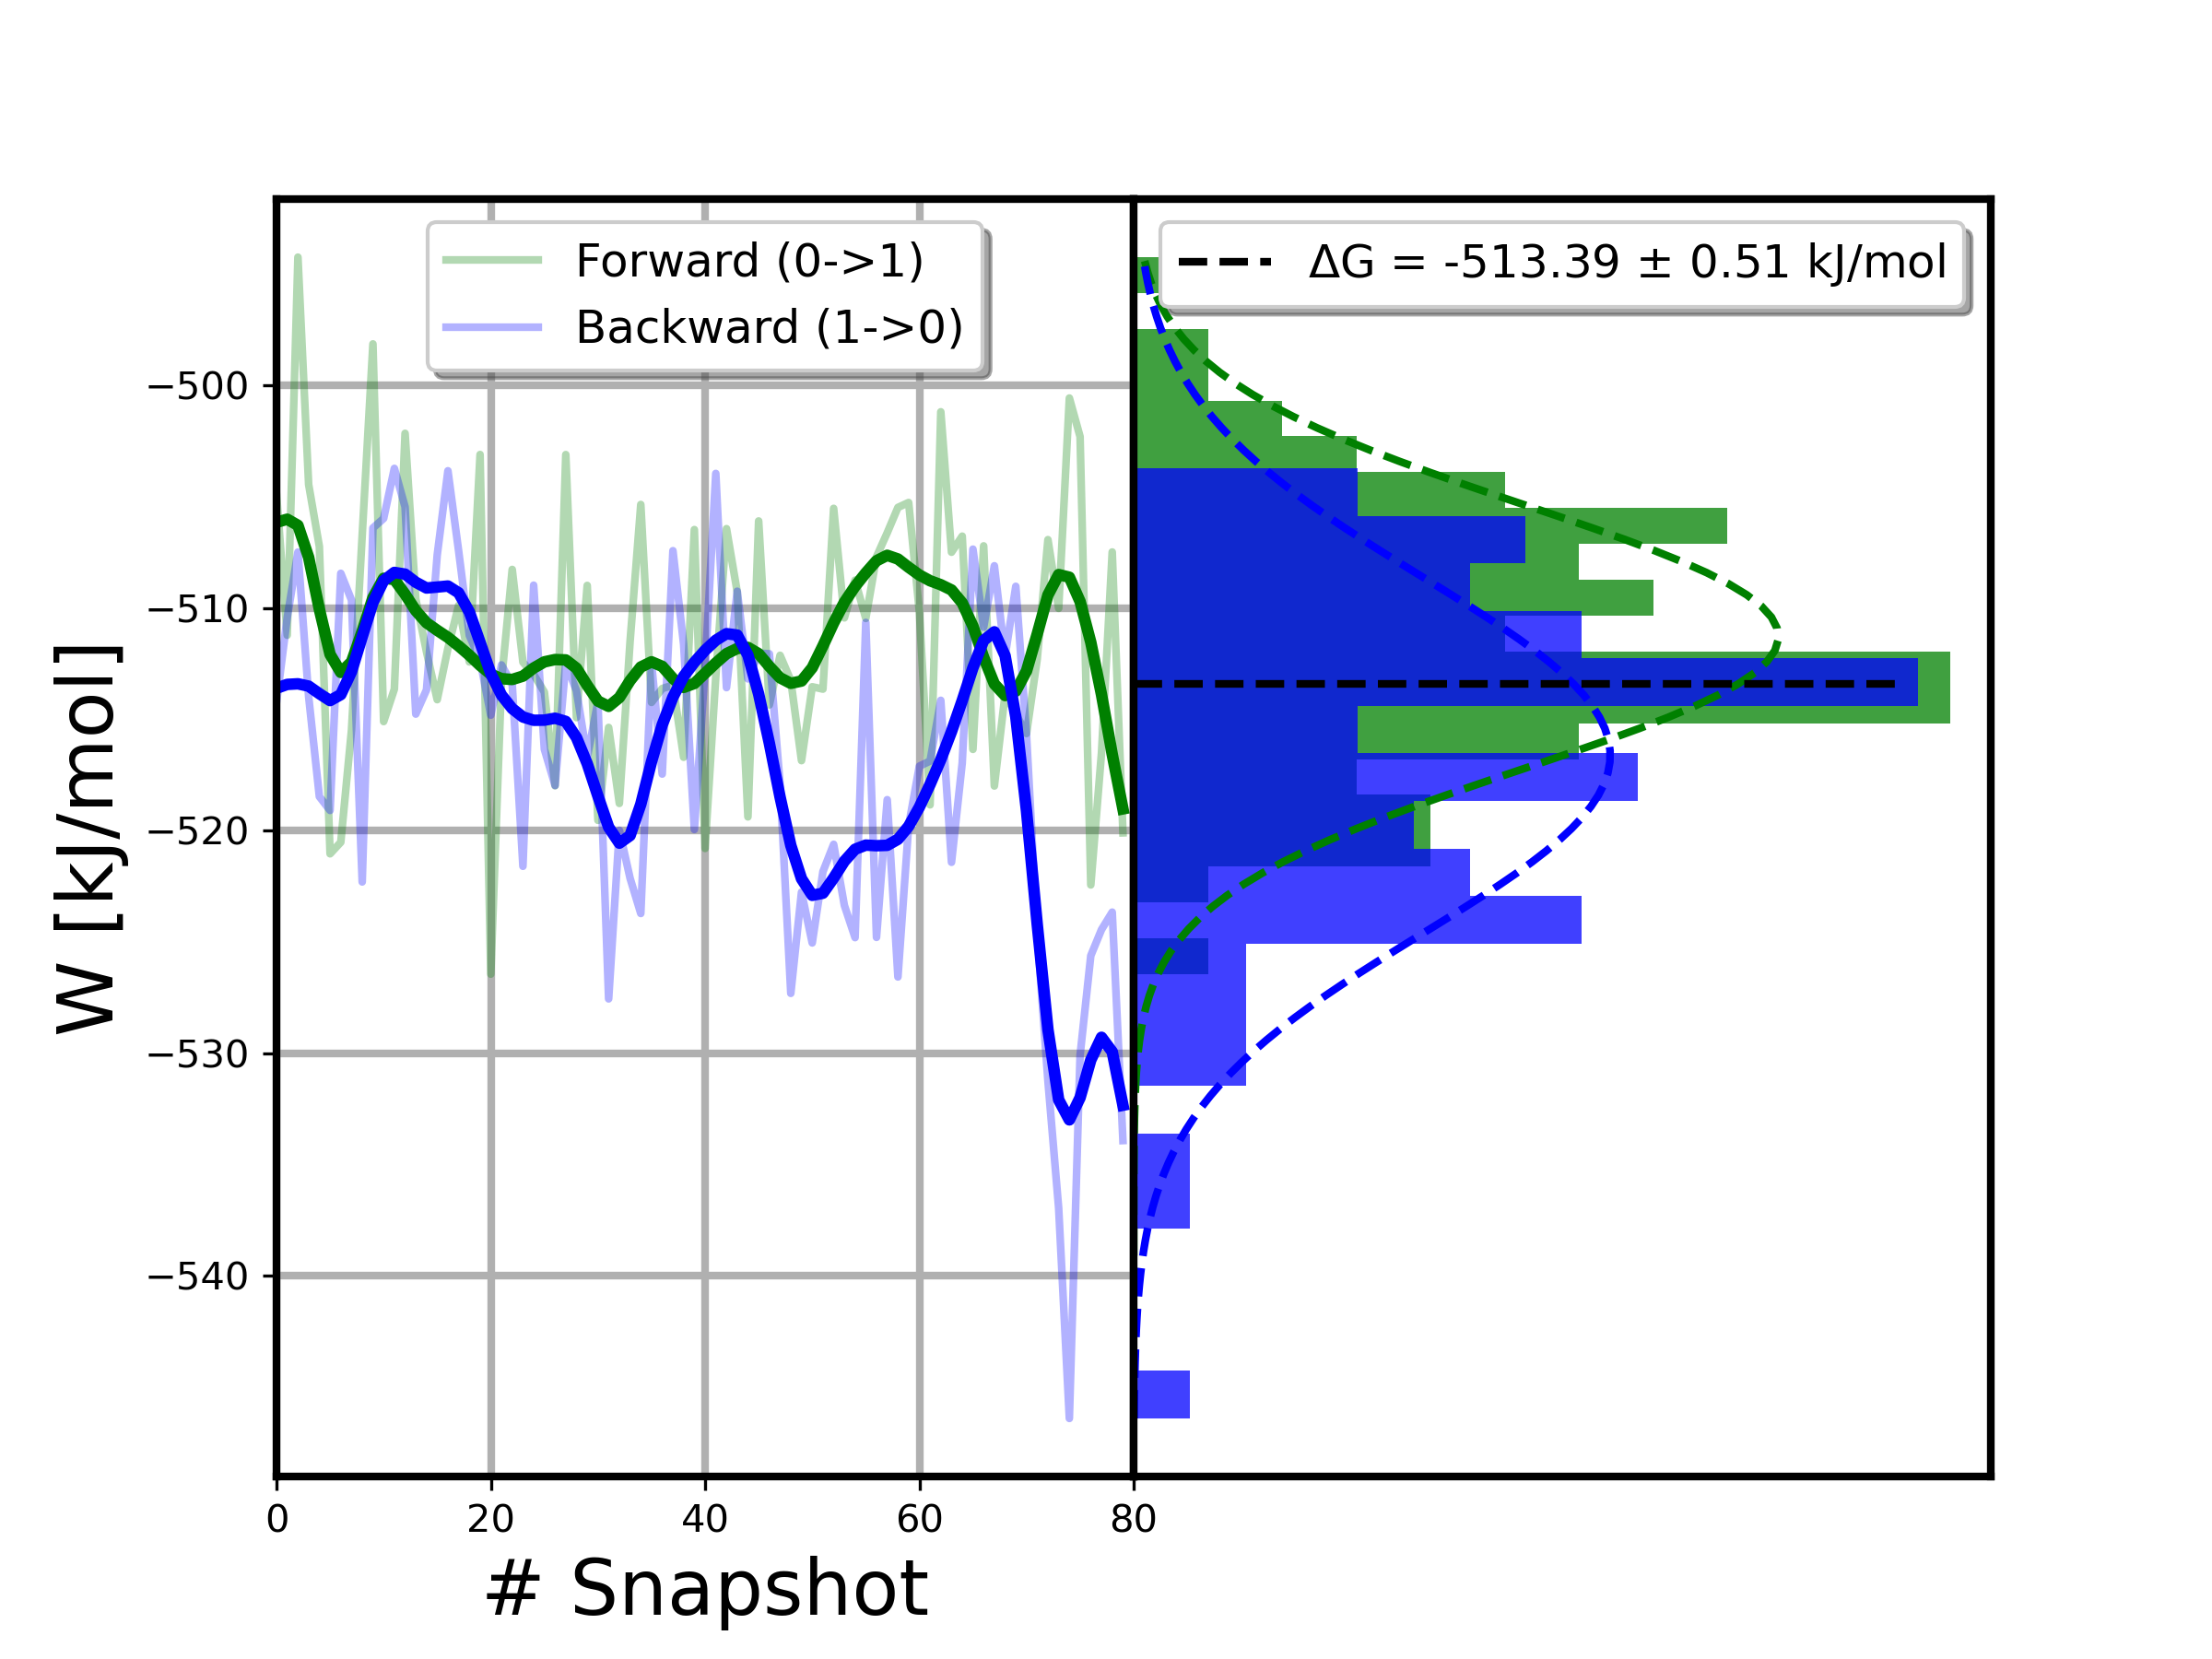 Forward (0->1)
Backward (1->0)
ΔG = -513.39 ± 0.51 kJ/mol
W [kJ/mol]
−500
−510
−520
−530
−540
0 20 40 60 80
# Snapshot